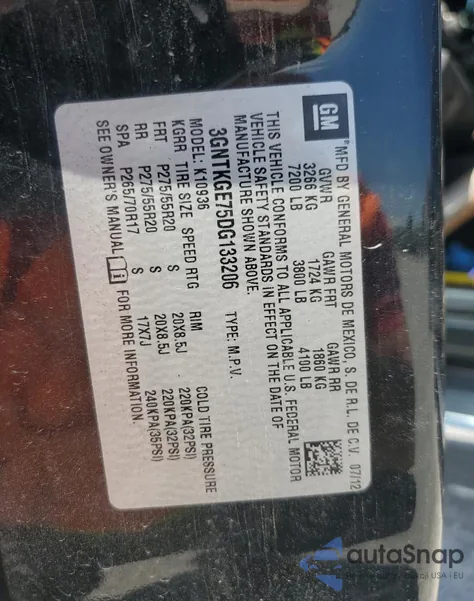 GM
MFD BY GENERAL MOTORS DE MEXICO, S. DE R.L. DE C.V. 07/12
GVWR GAWR FRT GAWR RR
3266 KG 1724 KG 1860 KG
7200 LB 3800 LB 4100 LB
THIS VEHICLE CONFORMS TO ALL APPLICABLE U.S. FEDERAL MOTOR
VEHICLE SAFETY STANDARDS IN EFFECT ON THE DATE OF
MANUFACTURE SHOWN ABOVE.
3GNTKGE75DG133206 TYPE: M.P.V.
MODEL: K10936
KGRR TIRE SIZE SPEED RTG RIM COLD TIRE PRESSURE
FRT P275/55R20 S 20X8.5J 220KPA(32PSI)
RR P275/55R20 S 20X8.5J 220KPA(32PSI)
SPA P265/70R17 S 17X7J 240KPA(35PSI)
SEE OWNER'S MANUAL i FOR MORE INFORMATION.
autoSnap
USA i EU